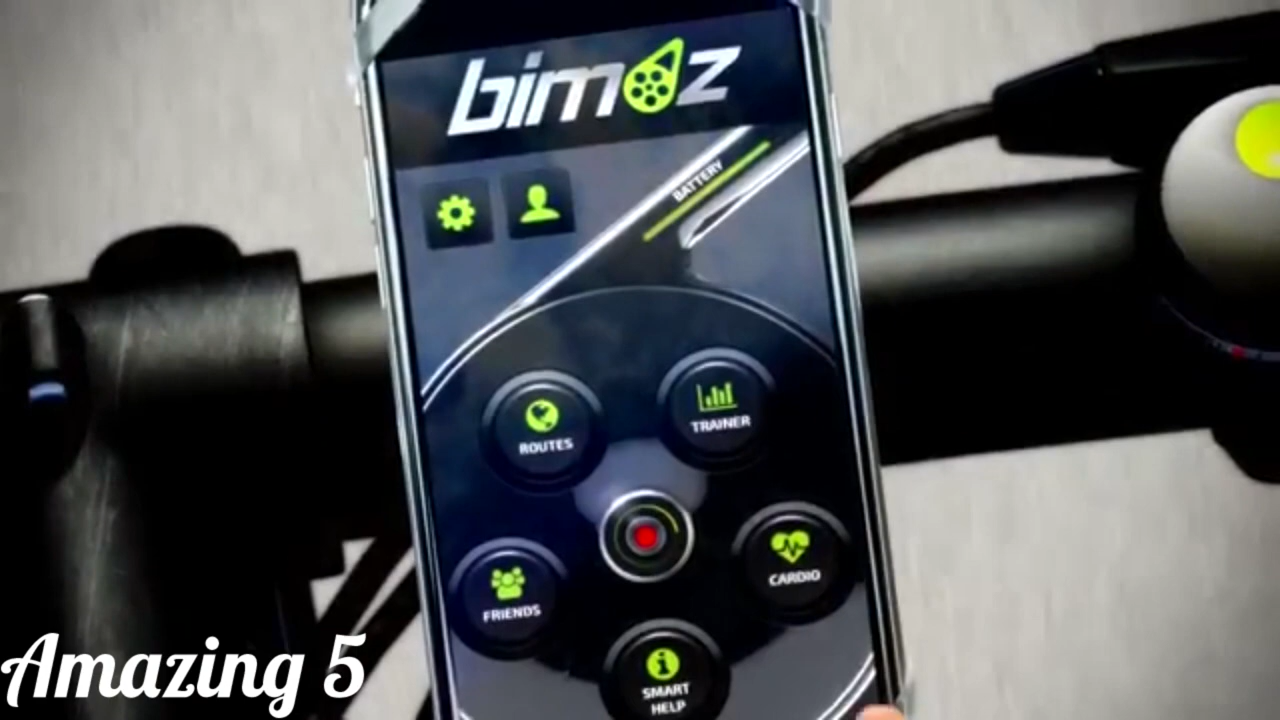 bimoz
BATTERY
ROUTES
TRAINER
FRIENDS
CARDIO
SMART
HELP
Amazing 5